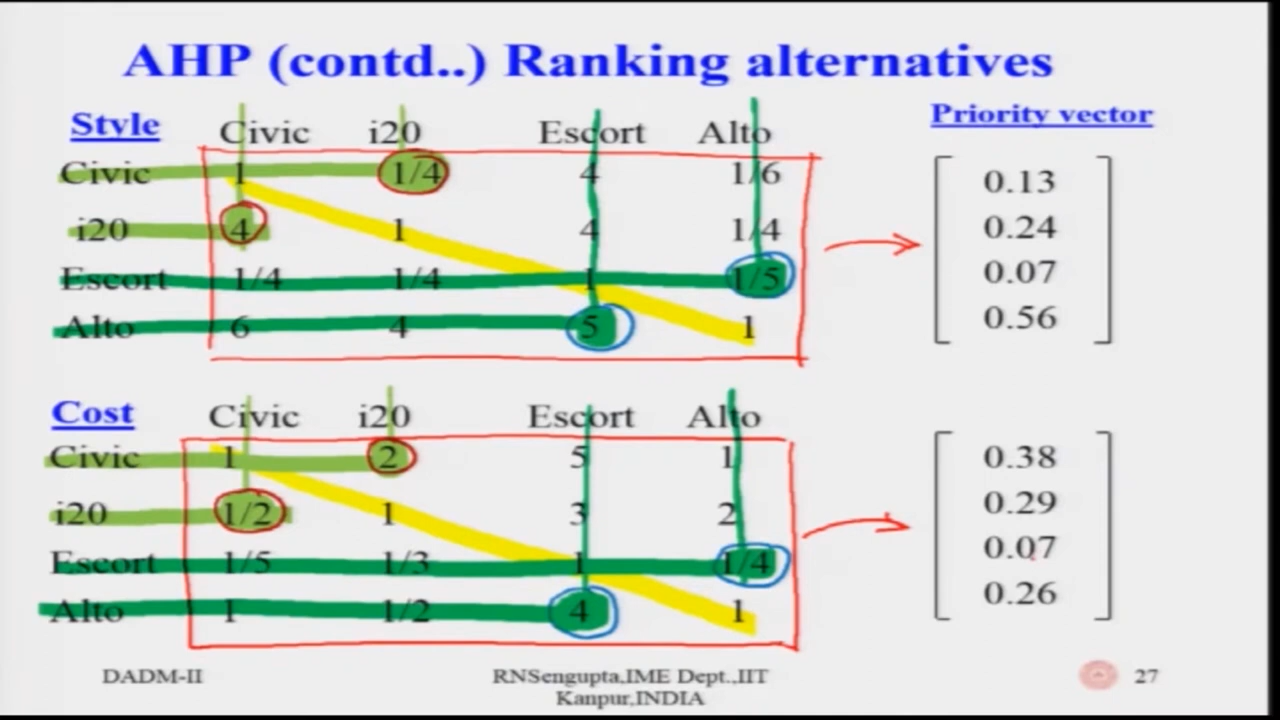 AHP (contd..) Ranking alternatives
Style Civic i20 Escort Alto Priority vector
Civic 1 1/4 4 1/6 0.13
i20 4 1 4 1/4 0.24
Escort 1/4 1/4 1 1/5 0.07
Alto 6 4 5 1 0.56
Cost Civic i20 Escort Alto
Civic 1 2 5 1 0.38
i20 1/2 1 3 2 0.29
Escort 1/5 1/3 1 1/4 0.07
Alto 1 1/2 4 1 0.26
DADM-II RNSengupta,IME Dept.,IIT 27
Kanpur,INDIA